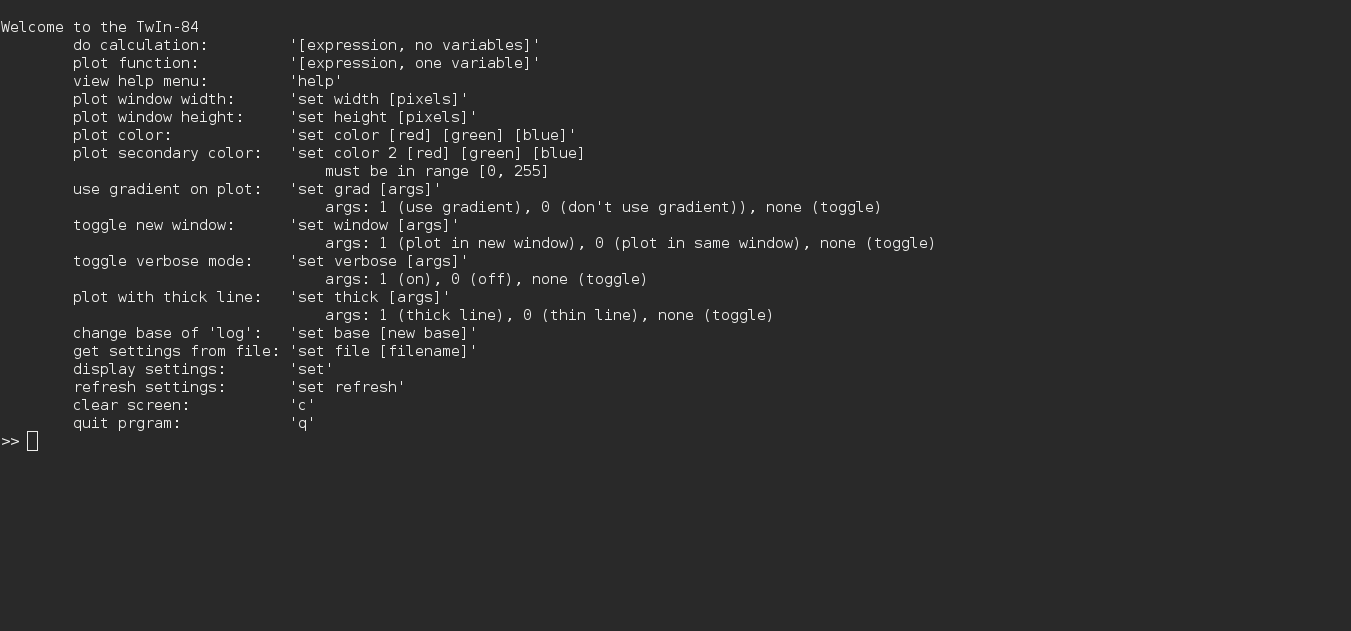 Welcome to the TwIn-84
do calculation: '[expression, no variables]'
plot function: '[expression, one variable]'
view help menu: 'help'
plot window width: 'set width [pixels]'
plot window height: 'set height [pixels]'
plot color: 'set color [red] [green] [blue]'
plot secondary color: 'set color 2 [red] [green] [blue]
must be in range [0, 255]
use gradient on plot: 'set grad [args]'
args: 1 (use gradient), 0 (don't use gradient)), none (toggle)
toggle new window: 'set window [args]'
args: 1 (plot in new window), 0 (plot in same window), none (toggle)
toggle verbose mode: 'set verbose [args]'
args: 1 (on), 0 (off), none (toggle)
plot with thick line: 'set thick [args]'
args: 1 (thick line), 0 (thin line), none (toggle)
change base of 'log': 'set base [new base]'
get settings from file: 'set file [filename]'
display settings: 'set'
refresh settings: 'set refresh'
clear screen: 'c'
quit prgram: 'q'
>>